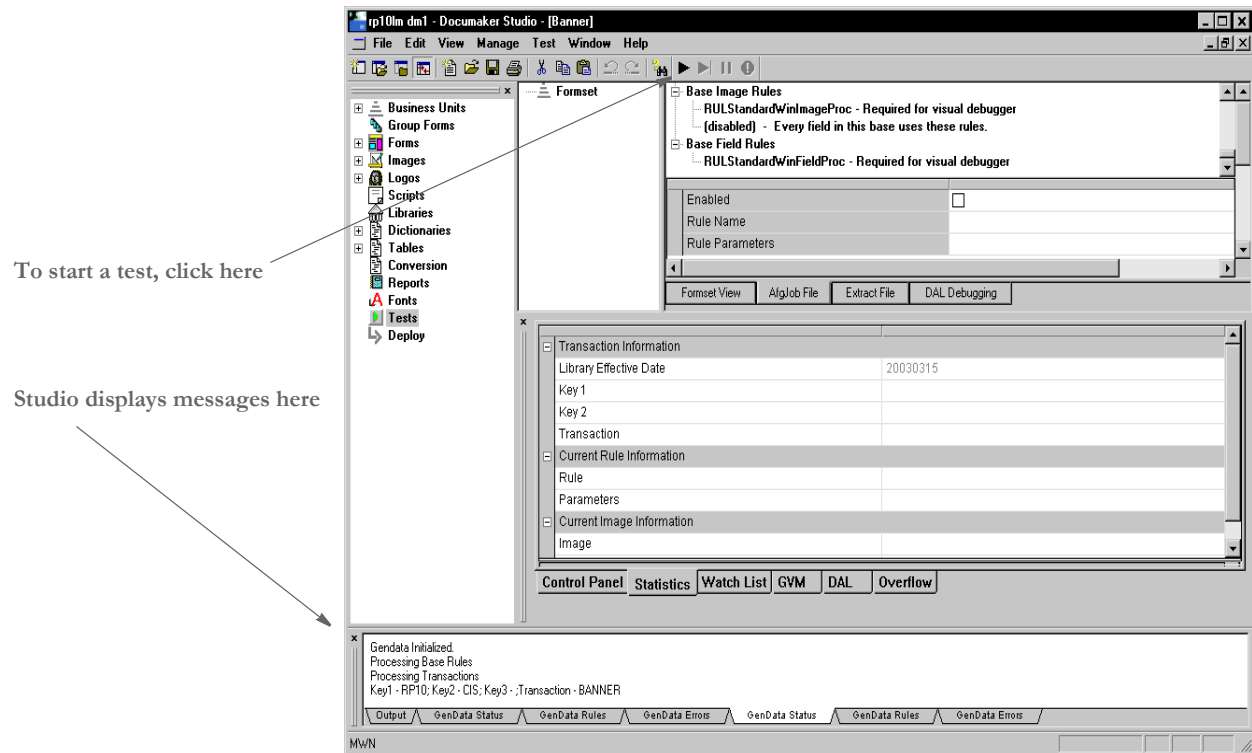 rp10lm dm1 - Documaker Studio - [Banner]
File Edit View Manage Test Window Help
Business Units
Group Forms
Forms
Images
Logos
Scripts
Libraries
Dictionaries
Tables
Conversion
Reports
Fonts
Tests
Deploy
Formset
Base Image Rules
RULStandardWinImageProc - Required for visual debugger
(disabled) - Every field in this base uses these rules.
Base Field Rules
RULStandardWinFieldProc - Required for visual debugger
Enabled
Rule Name
Rule Parameters
Formset View AfgJob File Extract File DAL Debugging
To start a test, click here
Transaction Information
Library Effective Date 20030315
Key 1
Key 2
Transaction
Current Rule Information
Rule
Parameters
Current Image Information
Image
Control Panel Statistics Watch List GVM DAL Overflow
Studio displays messages here
Gendata Initialized.
Processing Base Rules
Processing Transactions
Key1 - RP10; Key2 - CIS; Key3 - ;Transaction - BANNER
Output GenData Status GenData Rules GenData Errors GenData Status GenData Rules GenData Errors
MWN